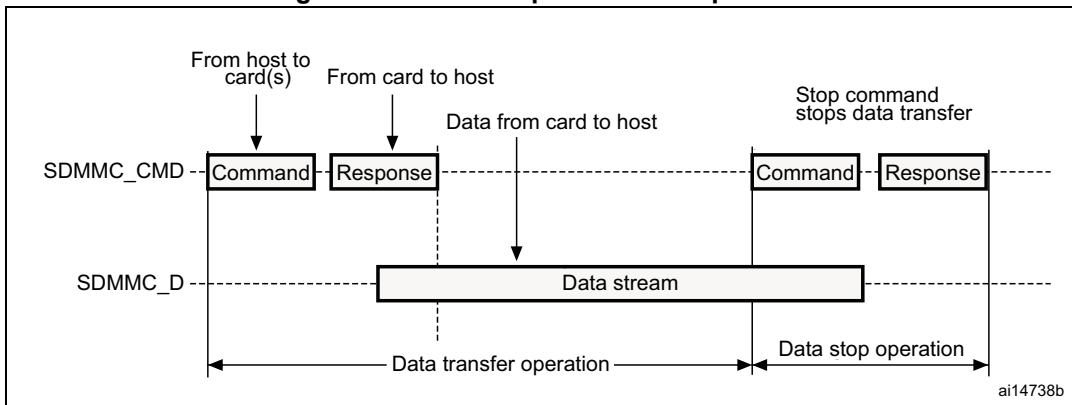 From host to
card(s)
From card to host
Data from card to host
Stop command
stops data transfer
SDMMC_CMD
Command
Response
Command
Response
SDMMC_D
Data stream
Data transfer operation
Data stop operation
ai14738b